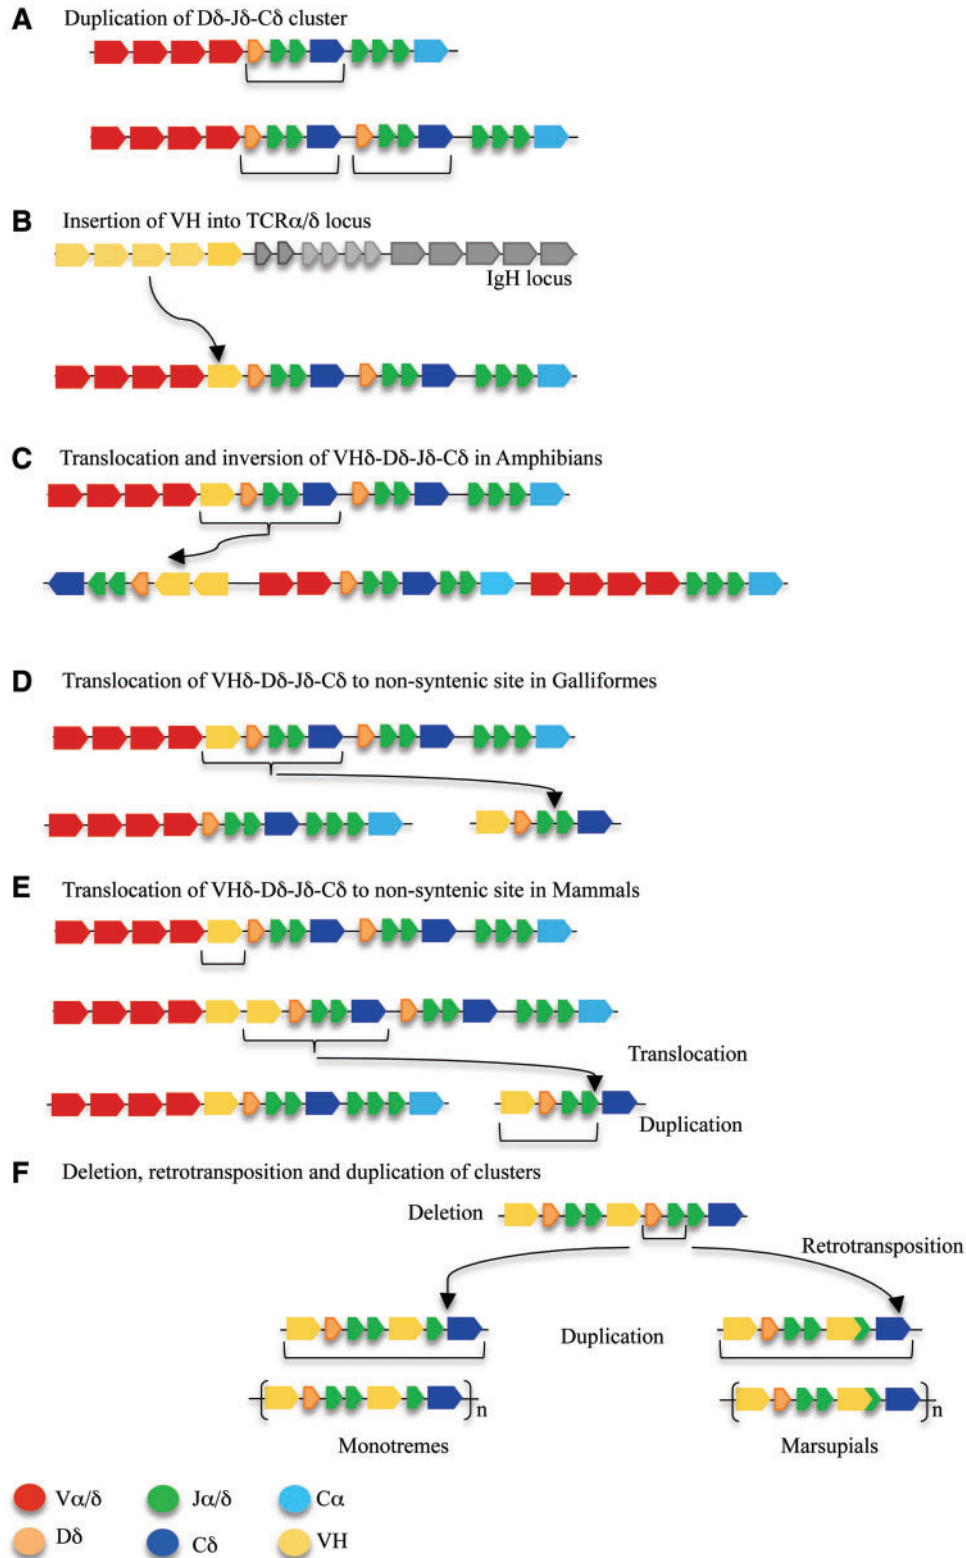 A Duplication of Dδ-Jδ-Cδ cluster
B Insertion of VH into TCRα/δ locus
IgH locus
C Translocation and inversion of VHδ-Dδ-Jδ-Cδ in Amphibians
D Translocation of VHδ-Dδ-Jδ-Cδ to non-syntenic site in Galliformes
E Translocation of VHδ-Dδ-Jδ-Cδ to non-syntenic site in Mammals
Translocation
Duplication
F Deletion, retrotransposition and duplication of clusters
Deletion
Retrotransposition
Duplication
n n
Monotremes Marsupials
Vα/δ Jα/δ Cα
Dδ Cδ VH